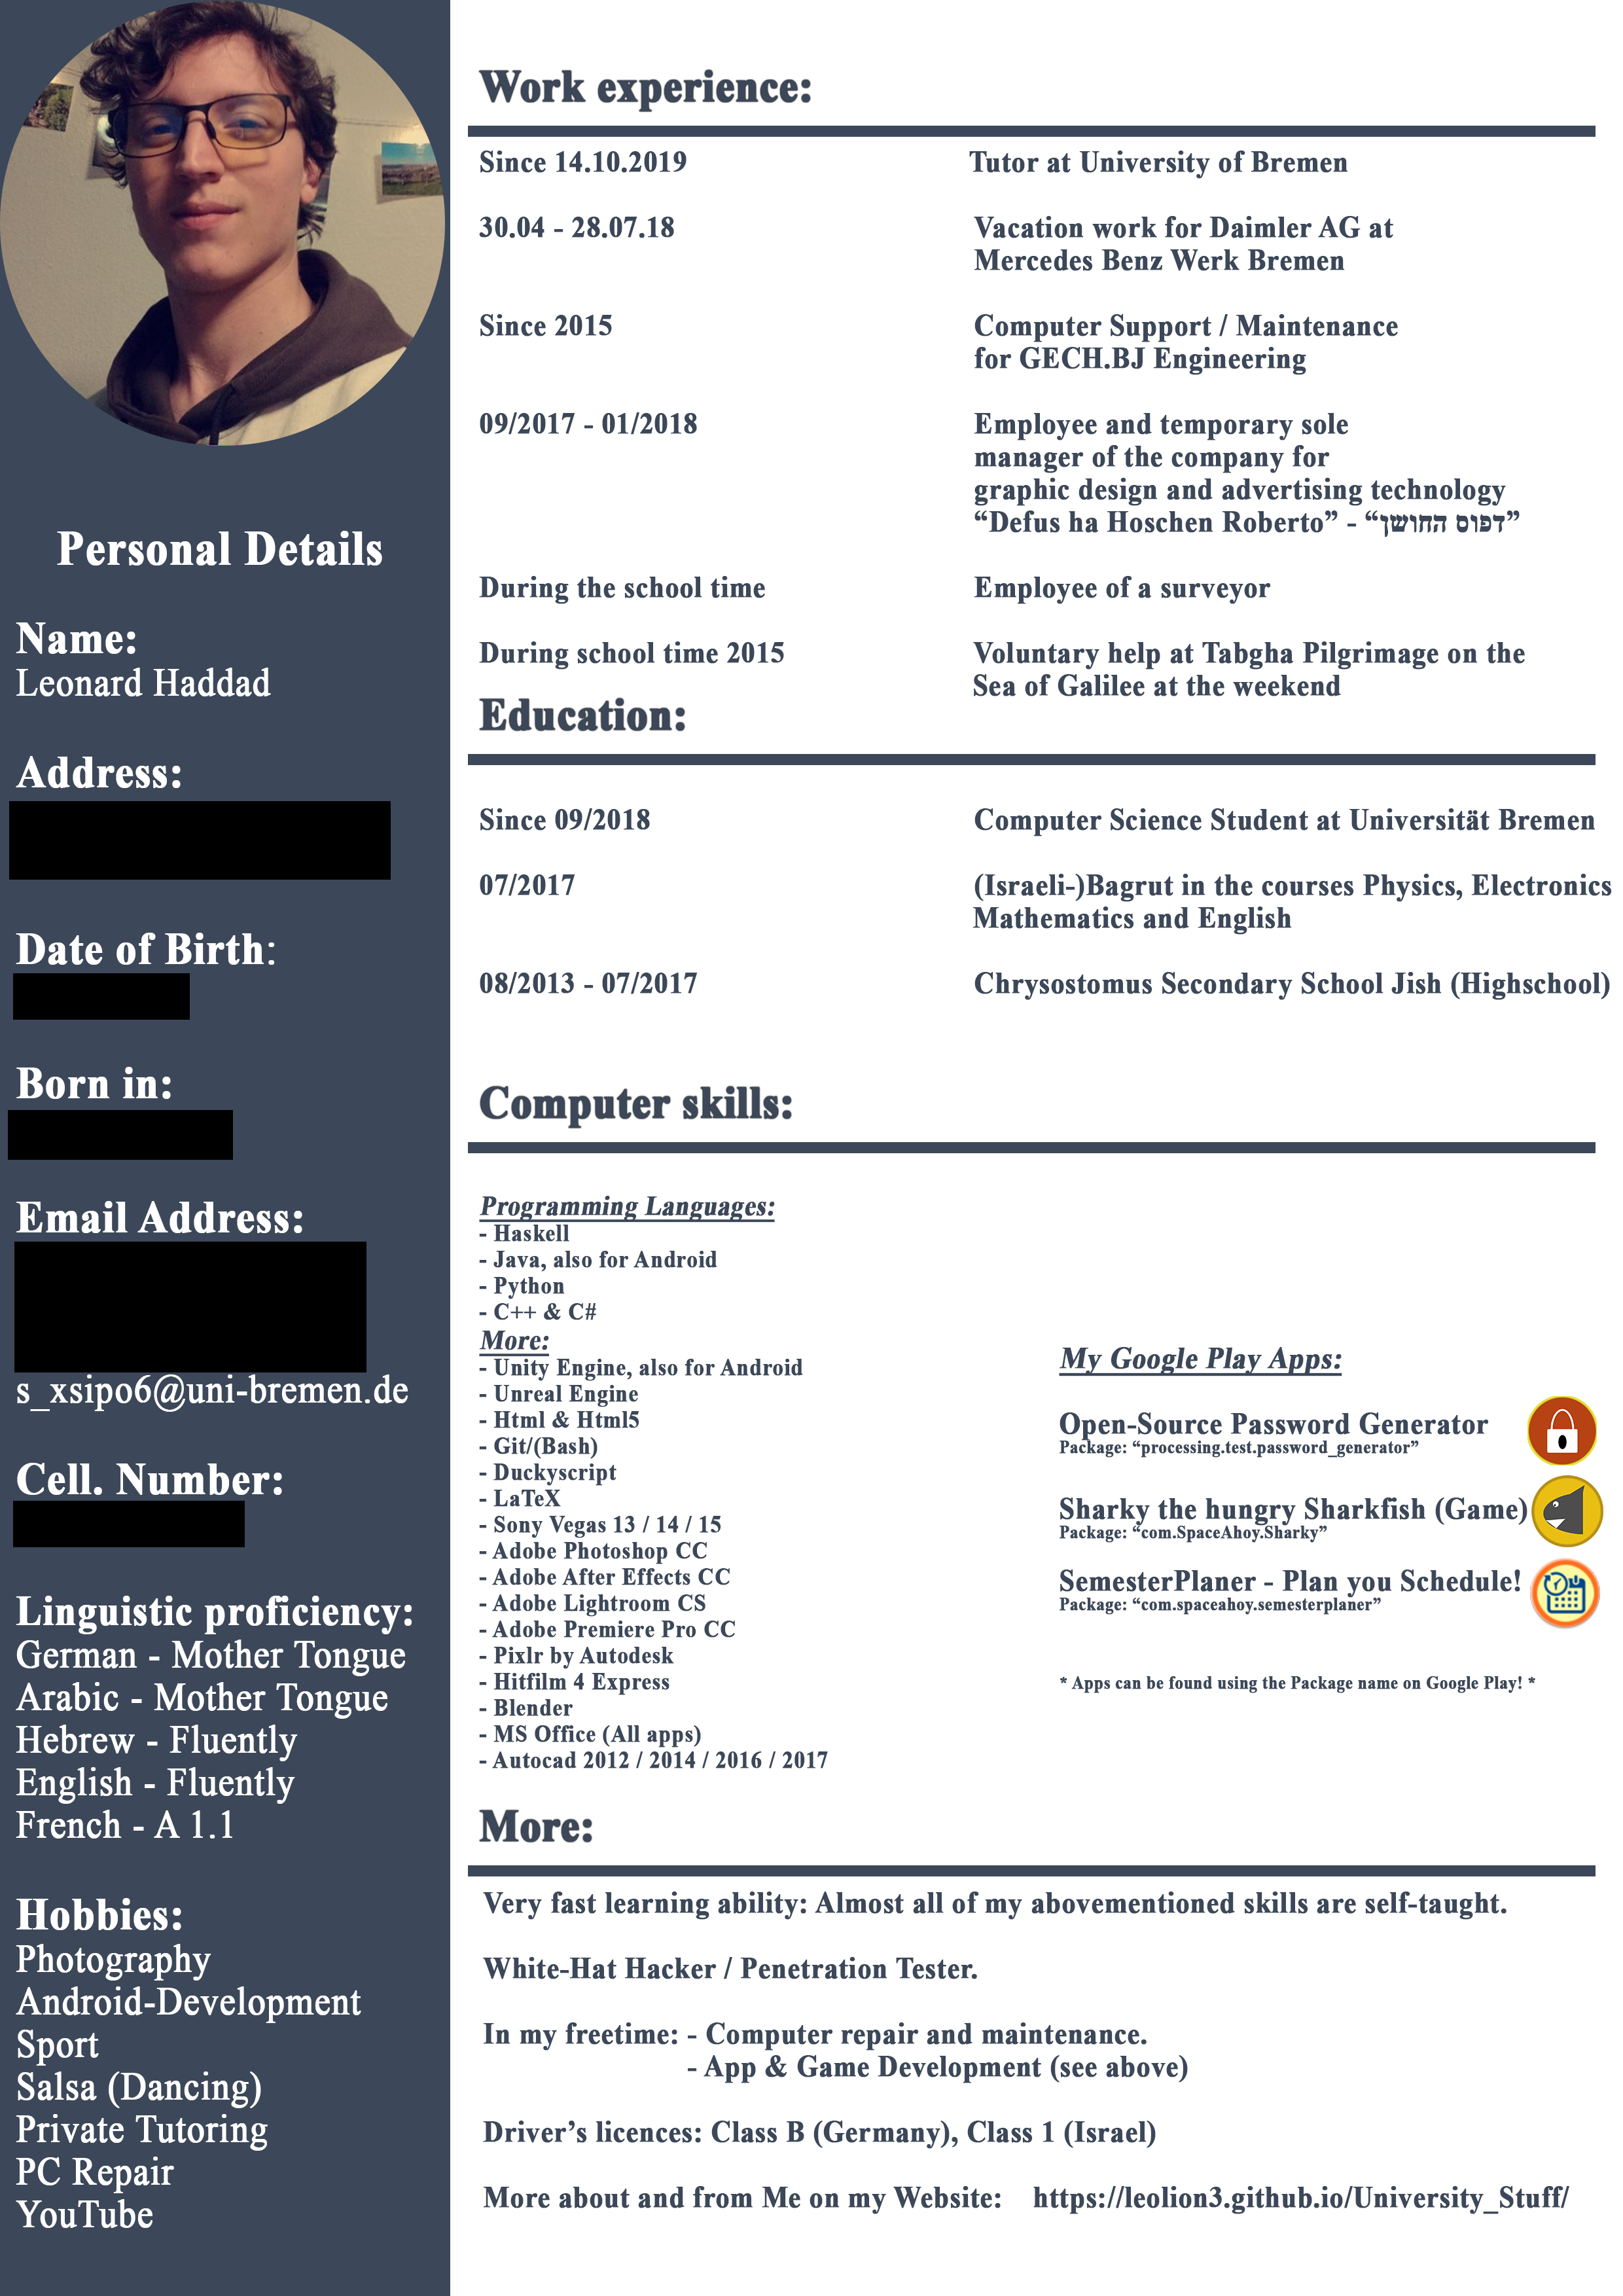 Personal Details
Name:
Leonard Haddad
Address:
Date of Birth:
Born in:
Email Address:
s_xsipo6@uni-bremen.de
Cell. Number:
Linguistic proficiency:
German - Mother Tongue
Arabic - Mother Tongue
Hebrew - Fluently
English - Fluently
French - A 1.1
Hobbies:
Photography
Android-Development
Sport
Salsa (Dancing)
Private Tutoring
PC Repair
YouTube
Work experience:
Since 14.10.2019 Tutor at University of Bremen
30.04 - 28.07.18 Vacation work for Daimler AG at
Mercedes Benz Werk Bremen
Since 2015 Computer Support / Maintenance
for GECH.BJ Engineering
09/2017 - 01/2018 Employee and temporary sole
manager of the company for
graphic design and advertising technology
“Defus ha Hoschen Roberto” - “דפוס החושן”
During the school time Employee of a surveyor
During school time 2015 Voluntary help at Tabgha Pilgrimage on the
Sea of Galilee at the weekend
Education:
Since 09/2018 Computer Science Student at Universität Bremen
07/2017 (Israeli-)Bagrut in the courses Physics, Electronics
Mathematics and English
08/2013 - 07/2017 Chrysostomus Secondary School Jish (Highschool)
Computer skills:
Programming Languages:
- Haskell
- Java, also for Android
- Python
- C++ & C#
More:
- Unity Engine, also for Android
- Unreal Engine
- Html & Html5
- Git/(Bash)
- Duckyscript
- LaTeX
- Sony Vegas 13 / 14 / 15
- Adobe Photoshop CC
- Adobe After Effects CC
- Adobe Lightroom CS
- Adobe Premiere Pro CC
- Pixlr by Autodesk
- Hitfilm 4 Express
- Blender
- MS Office (All apps)
- Autocad 2012 / 2014 / 2016 / 2017
My Google Play Apps:
Open-Source Password Generator
Package: “processing.test.password_generator”
Sharky the hungry Sharkfish (Game)
Package: “com.SpaceAhoy.Sharky”
SemesterPlaner - Plan you Schedule!
Package: “com.spaceahoy.semesterplaner”
* Apps can be found using the Package name on Google Play! *
More:
Very fast learning ability: Almost all of my abovementioned skills are self-taught.
White-Hat Hacker / Penetration Tester.
In my freetime: - Computer repair and maintenance.
- App & Game Development (see above)
Driver’s licences: Class B (Germany), Class 1 (Israel)
More about and from Me on my Website: https://leolion3.github.io/University_Stuff/